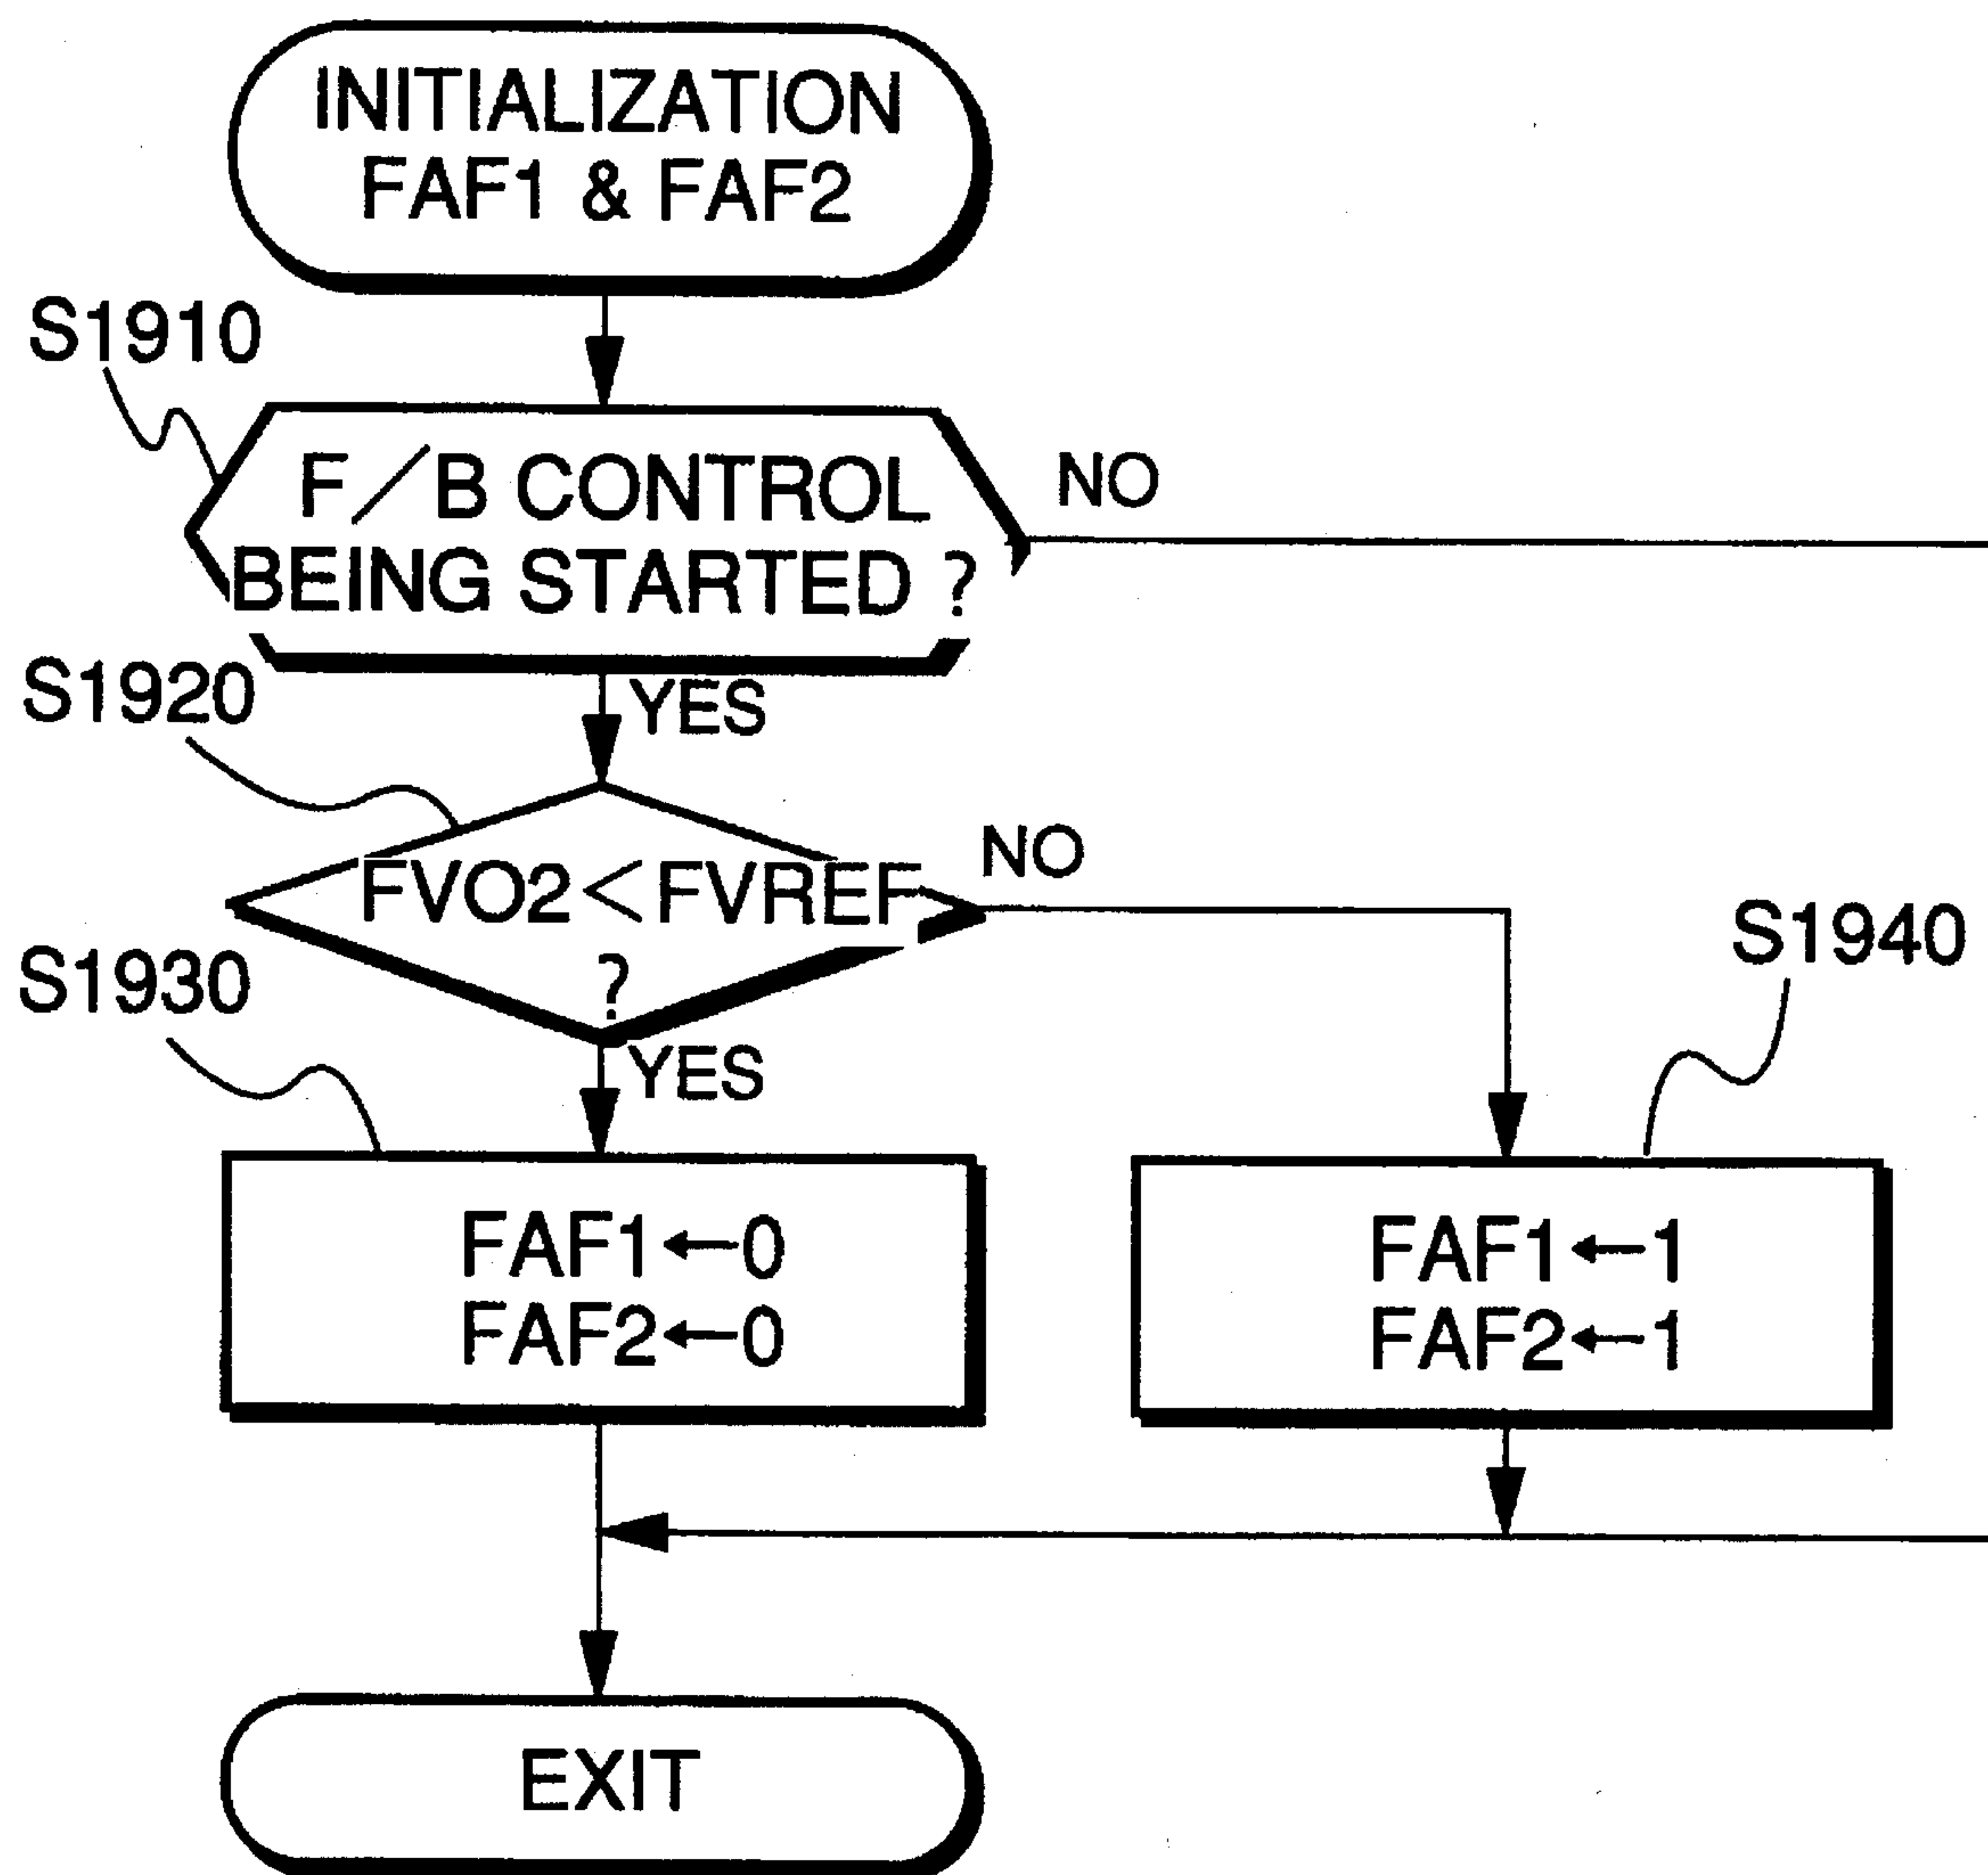 INITIALIZATION
FAF1 & FAF2
S1910
F/B CONTROL
BEING STARTED ?
NO
YES
S1920
FVO2<FVREF
?
NO
YES
S1930
FAF1←0
FAF2←0
S1940
FAF1←1
FAF2←1
EXIT